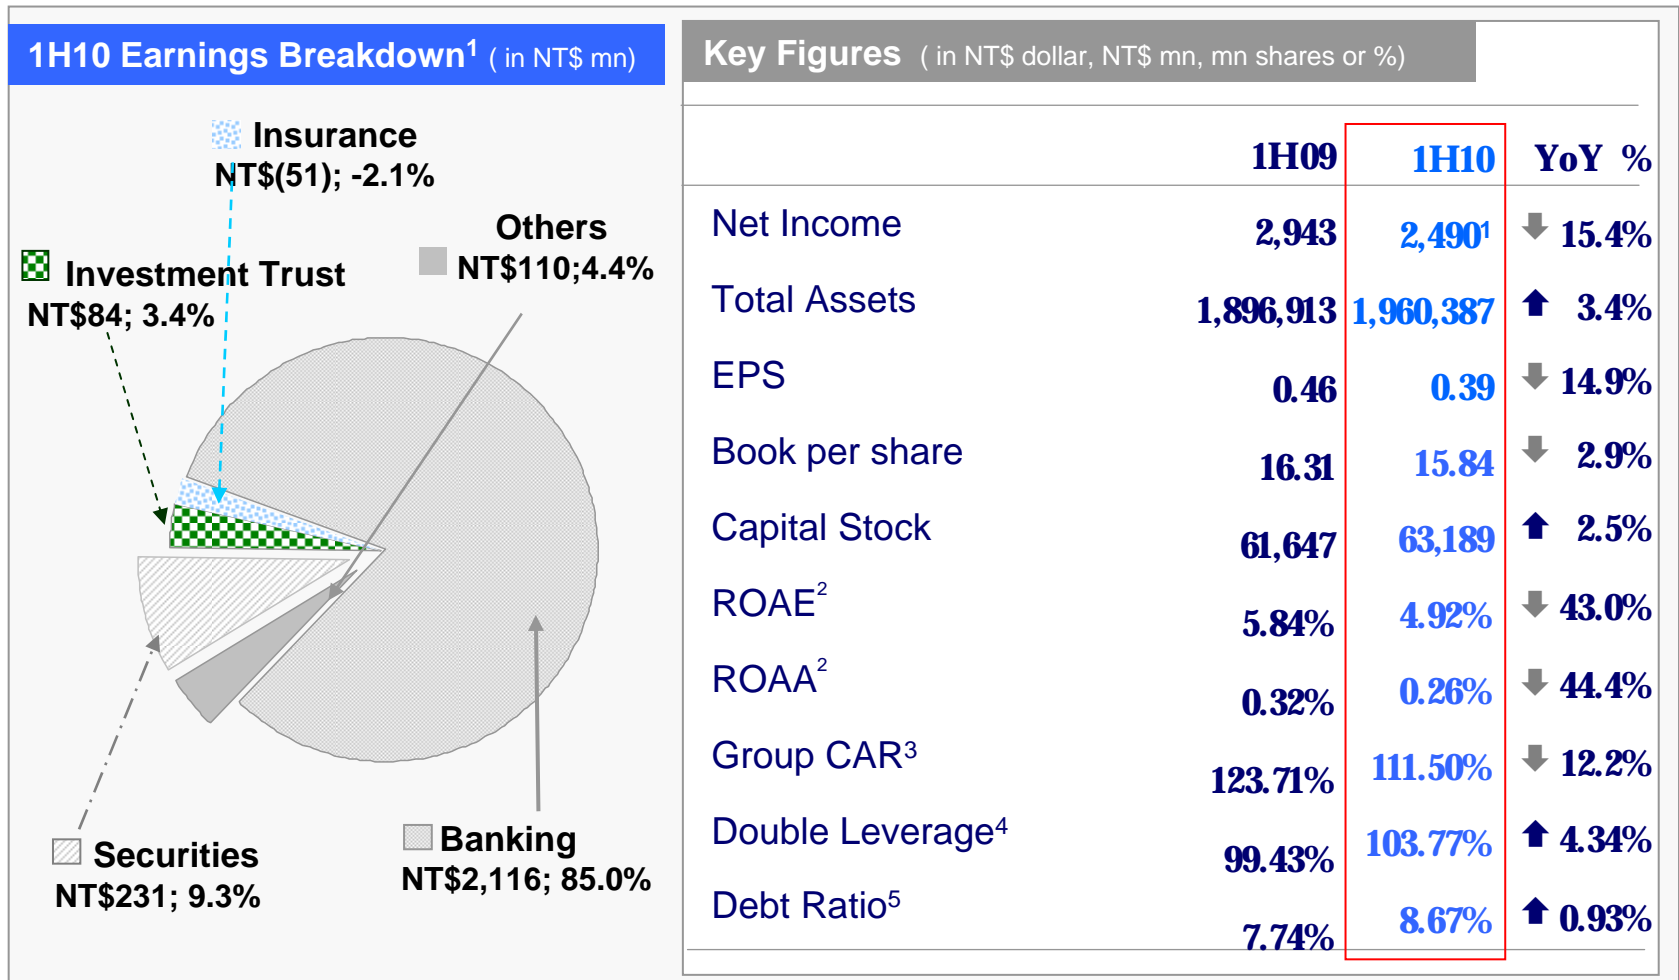 1H10 Earnings Breakdown¹ ( in NT$ mn)
Insurance
NT$(51); -2.1%
Others
NT$110;4.4%
Investment Trust
NT$84; 3.4%
Securities
NT$231; 9.3%
Banking
NT$2,116; 85.0%
Key Figures ( in NT$ dollar, NT$ mn, mn shares or %)
1H09 1H10 YoY %
Net Income 2,943 2,490¹ 15.4%
Total Assets 1,896,913 1,960,387 3.4%
EPS 0.46 0.39 14.9%
Book per share 16.31 15.84 2.9%
Capital Stock 61,647 63,189 2.5%
ROAE² 5.84% 4.92% 43.0%
ROAA² 0.32% 0.26% 44.4%
Group CAR³ 123.71% 111.50% 12.2%
Double Leverage⁴ 99.43% 103.77% 4.34%
Debt Ratio⁵ 7.74% 8.67% 0.93%